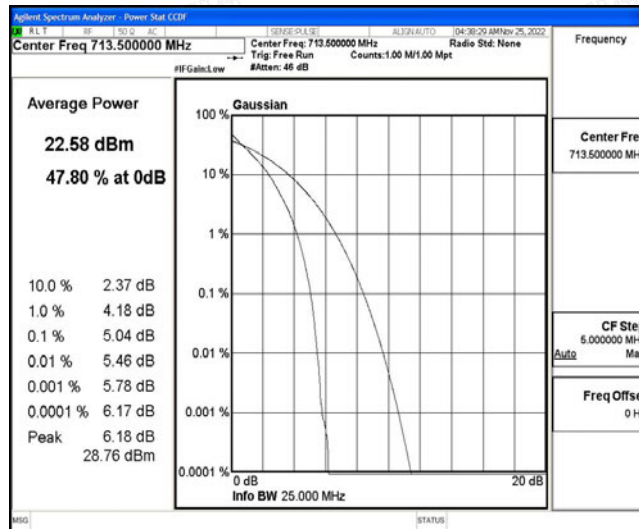 Agilent Spectrum Analyzer - Power Stat CCDF
R L T RF 50 Ω AC SENSE:PULSE ALIGN AUTO 04:38:29 AM Nov 25, 2022
Center Freq 713.500000 MHz
Center Freq: 713.500000 MHz Radio Std: None
Trig: Free Run Counts:1.00 M/1.00 Mpt
#IFGain:Low #Atten: 46 dB
Frequency
Average Power
22.58 dBm
47.80 % at 0dB
10.0 % 2.37 dB
1.0 % 4.18 dB
0.1 % 5.04 dB
0.01 % 5.46 dB
0.001 % 5.78 dB
0.0001 % 6.17 dB
Peak 6.18 dB
28.76 dBm
Gaussian
100 %
10 %
1 %
0.1 %
0.01 %
0.001 %
0.0001 %
0 dB 20 dB
Info BW 25.000 MHz
Center Fre
713.500000 MH
CF Ste
5.000000 MH
Auto Ma
Freq Offse
0 H
MSG STATUS